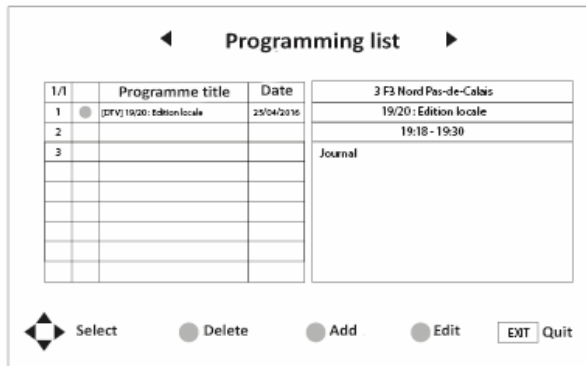 Programming list
1/1 Programme title Date
1 [DTV] 19/20 : Edition locale 25/04/2016
2
3
3 F3 Nord Pas-de-Calais
19/20 : Edition locale
19:18 - 19:30
Journal
Select Delete Add Edit EXIT Quit